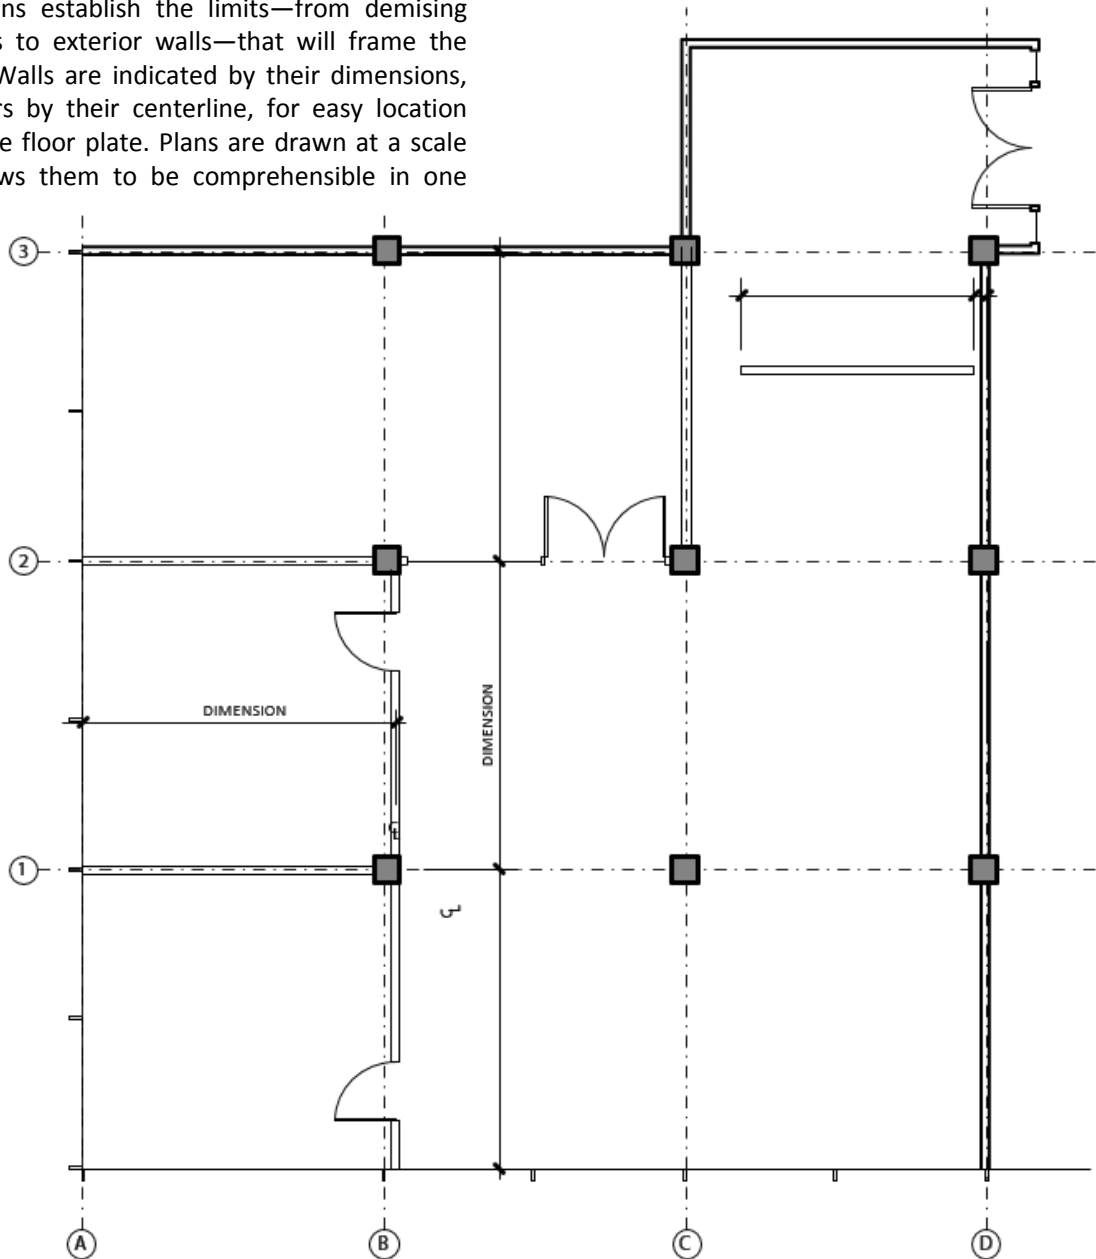 ns establish the limits—from demising
s to exterior walls—that will frame the
Walls are indicated by their dimensions,
rs by their centerline, for easy location
e floor plate. Plans are drawn at a scale
ws them to be comprehensible in one
3
2
DIMENSION
DIMENSION
℄
1
℄
A B C D